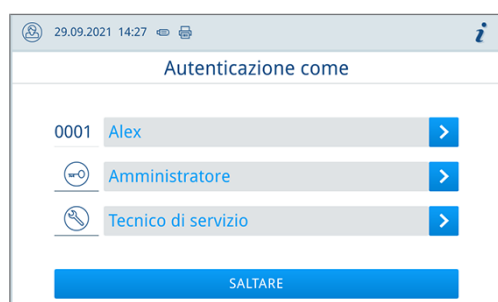 29.09.2021 14:27 i
Autenticazione come
0001 Alex
Amministratore
Tecnico di servizio
SALTARE